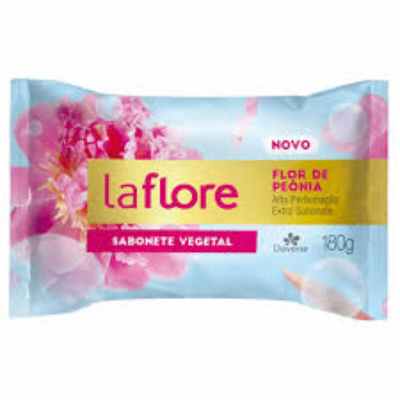 NOVO
laflore
FLOR DE
PEÔNIA
Alta Perfumação
Extra Suavidade
SABONETE VEGETAL
Davene
180g